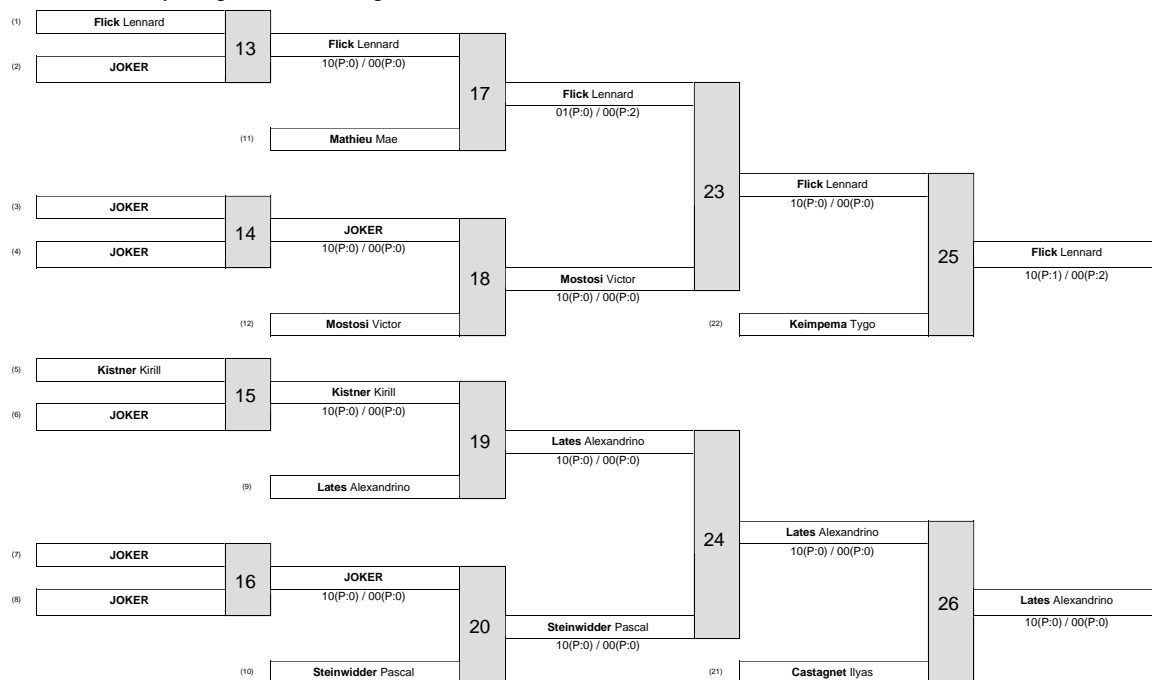 (1) Flick Lennard
13
Flick Lennard
10(P:0) / 00(P:0)
(2) JOKER
17
Flick Lennard
01(P:0) / 00(P:2)
(11) Mathieu Mae
23
Flick Lennard
10(P:0) / 00(P:0)
(3) JOKER
14
JOKER
10(P:0) / 00(P:0)
(4) JOKER
18
Mostosi Victor
10(P:0) / 00(P:0)
(12) Mostosi Victor
25
Flick Lennard
10(P:1) / 00(P:2)
(22) Keimpema Tygo
(5) Kistner Kirill
15
Kistner Kirill
10(P:0) / 00(P:0)
(6) JOKER
19
Lates Alexandrino
10(P:0) / 00(P:0)
(9) Lates Alexandrino
24
Lates Alexandrino
10(P:0) / 00(P:0)
(7) JOKER
16
JOKER
10(P:0) / 00(P:0)
(8) JOKER
20
Steinwidder Pascal
10(P:0) / 00(P:0)
(10) Steinwidder Pascal
26
Lates Alexandrino
10(P:0) / 00(P:0)
(21) Castagnet Ilyas